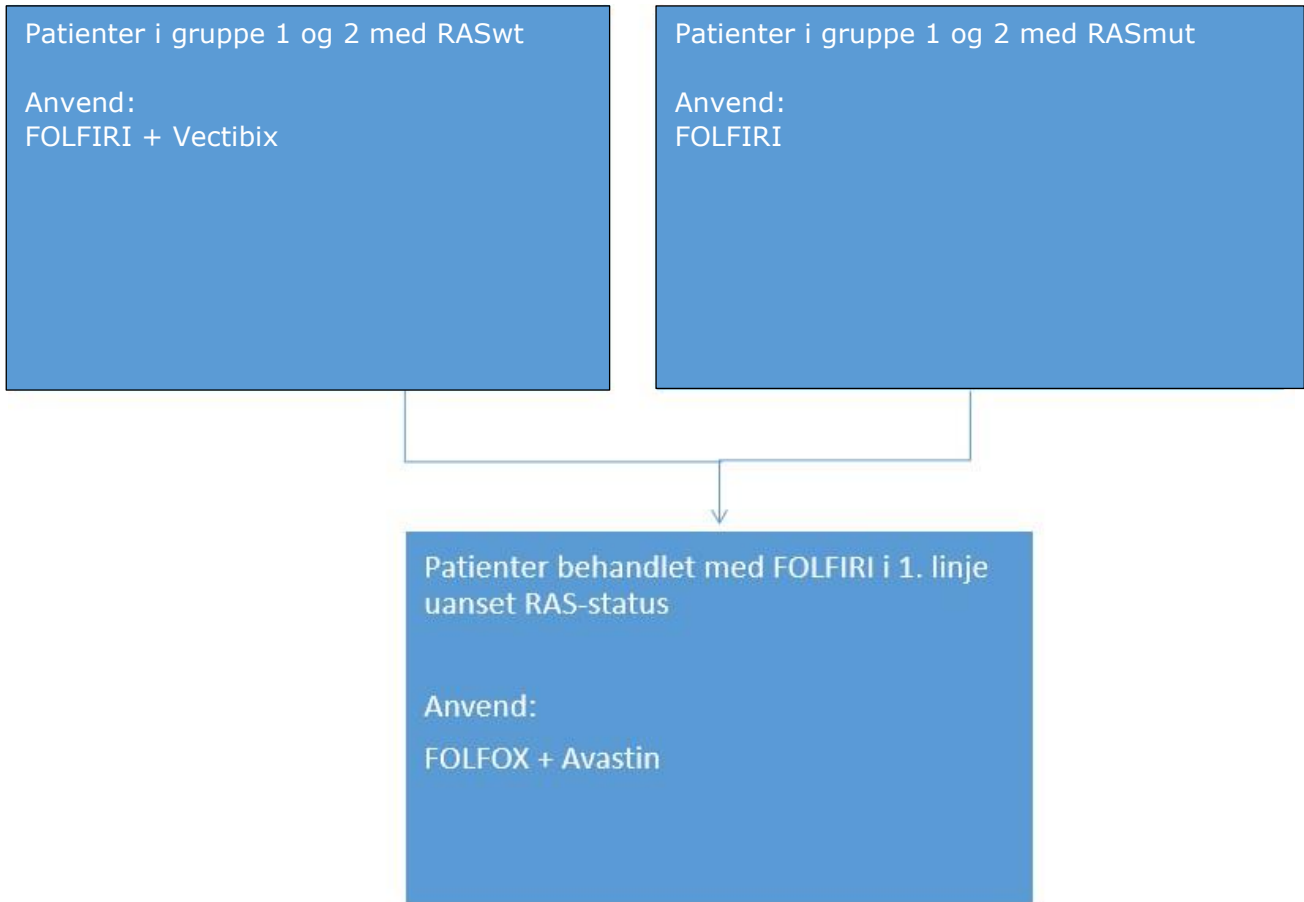 Patienter i gruppe 1 og 2 med RASwt
Anvend:
FOLFIRI + Vectibix
Patienter i gruppe 1 og 2 med RASmut
Anvend:
FOLFIRI
Patienter behandlet med FOLFIRI i 1. linje
uanset RAS-status
Anvend:
FOLFOX + Avastin